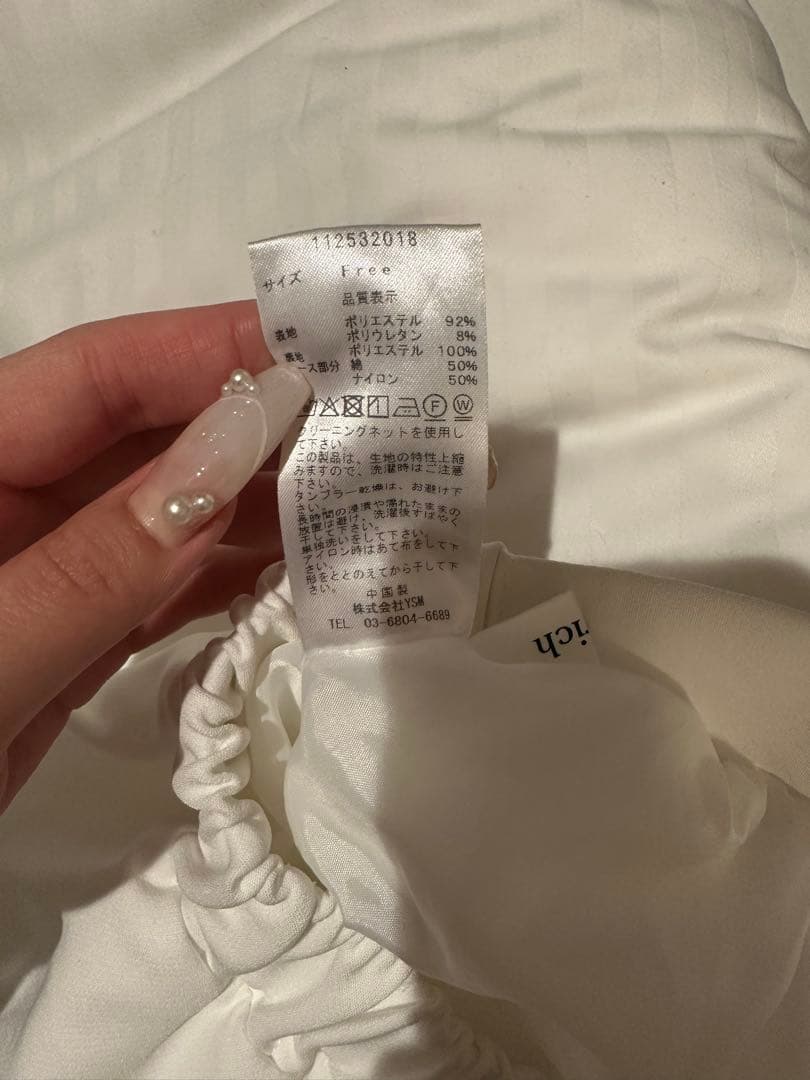 112532018
サイズ Free
品質表示
表地 ポリエステル 92%
ポリウレタン 8%
裏地 ポリエステル 100%
ース部分 綿 50%
ナイロン 50%
F W
クリーニングネットを使用し
て下さい。
この製品は、生地の特性上縮
みますので、洗濯時はご注意
下さい。
タンブラー乾燥は、お避け下
さい。
長時間の浸漬や濡れたままの
放置は避け、洗濯後すばやく
干して下さい。
単独洗いをして下さい。
アイロン時はあて布をして下
さい。
形をととのえてから干して下
さい。
中国製
株式会社YSM
TEL 03-6804-6689
rich